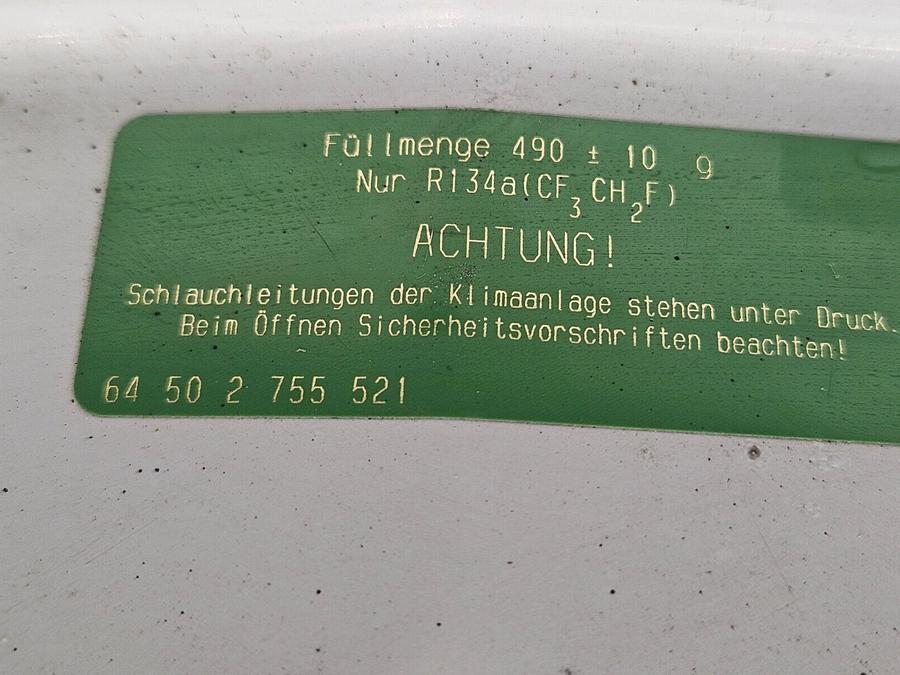 Füllmenge 490 ± 10 g
Nur R134a(CF₃CH₂F)
ACHTUNG!
Schlauchleitungen der Klimaanlage stehen unter Druck.
Beim Öffnen Sicherheitsvorschriften beachten!
64 50 2 755 521